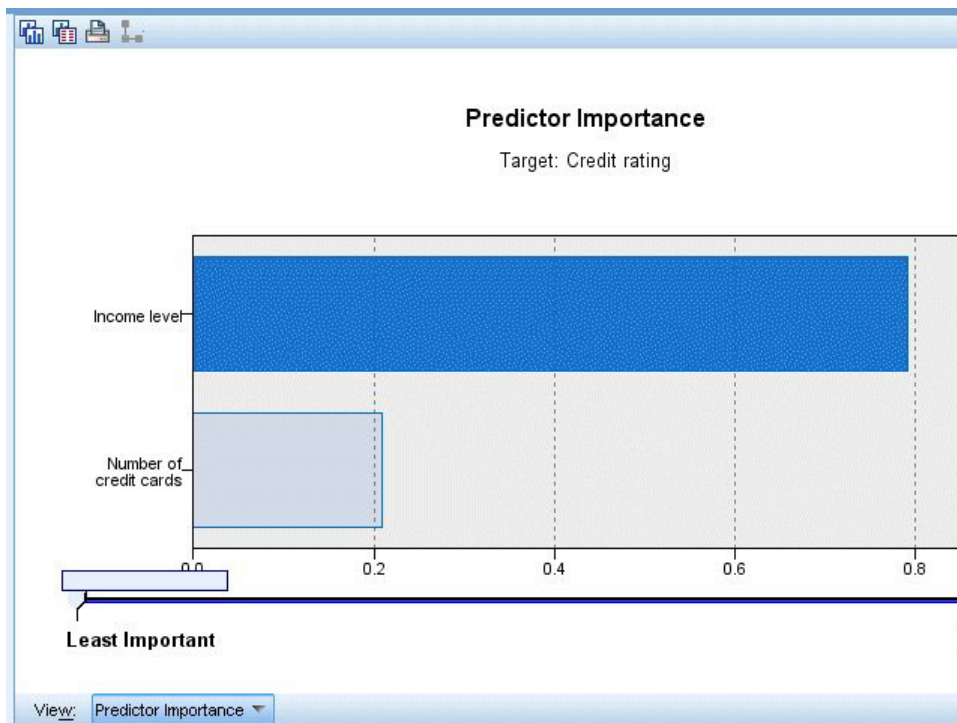 Predictor Importance
Target: Credit rating
Income level
Number of
credit cards
0.0
0.2
0.4
0.6
0.8
Least Important
View:
Predictor Importance